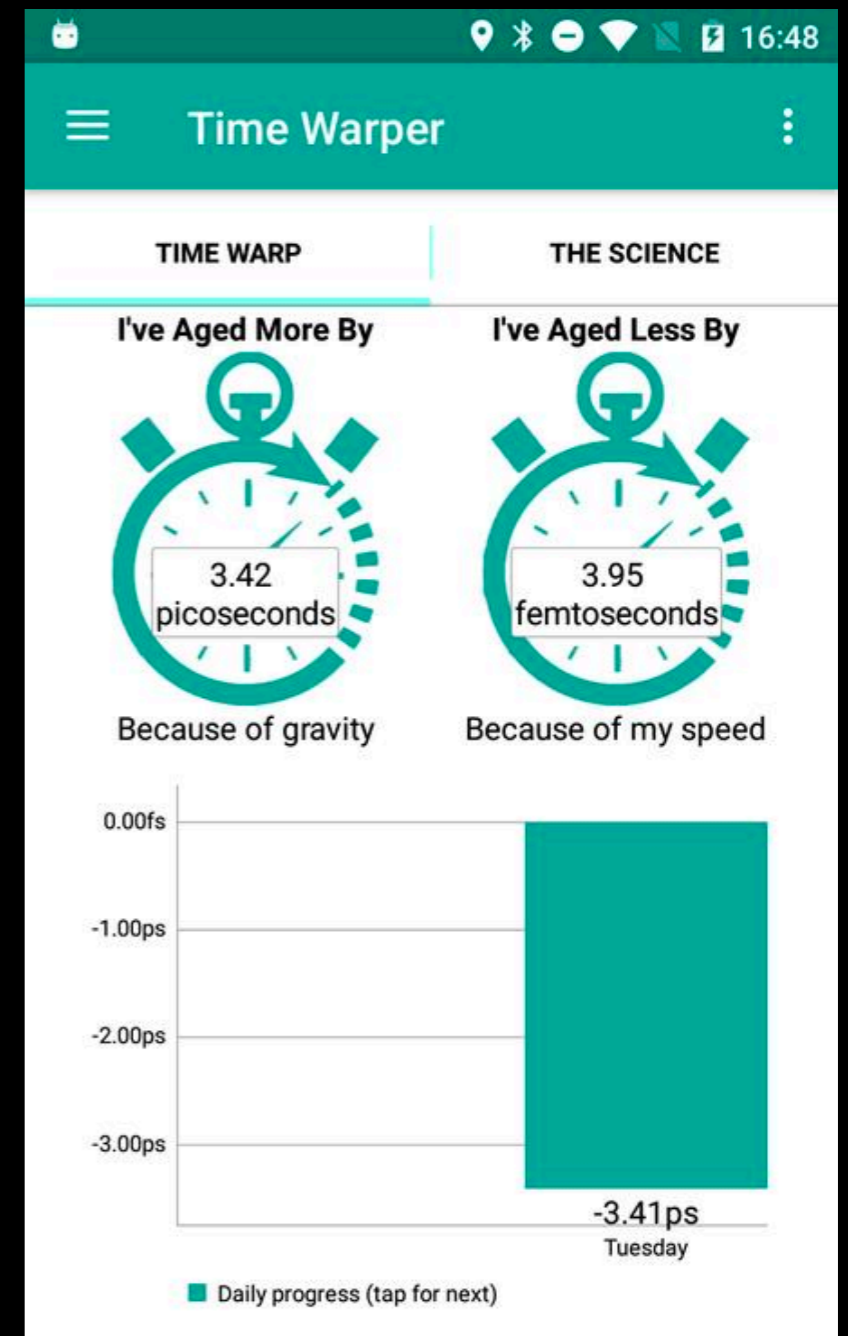 16:48
Time Warper
TIME WARP
THE SCIENCE
I've Aged More By
I've Aged Less By
3.42
picoseconds
3.95
femtoseconds
Because of gravity
Because of my speed
0.00fs
-1.00ps
-2.00ps
-3.00ps
-3.41ps
Tuesday
Daily progress (tap for next)